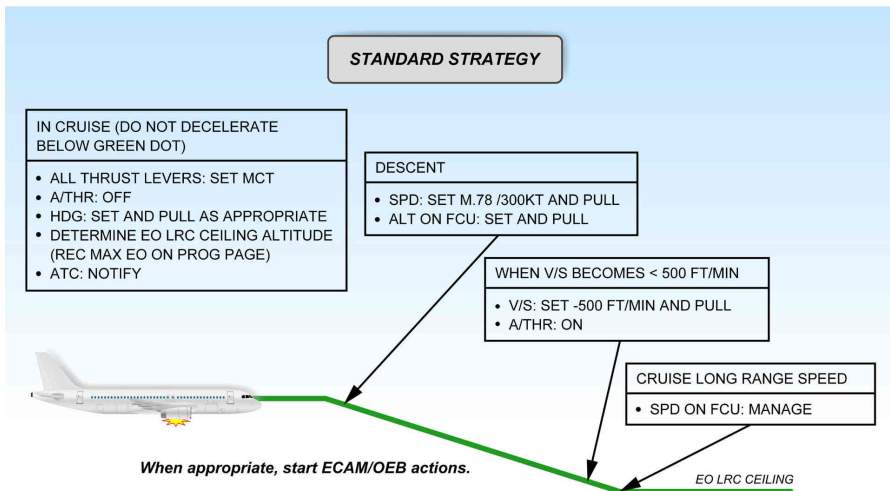 STANDARD STRATEGY
IN CRUISE (DO NOT DECELERATE
BELOW GREEN DOT)
• ALL THRUST LEVERS: SET MCT
• A/THR: OFF
• HDG: SET AND PULL AS APPROPRIATE
• DETERMINE EO LRC CEILING ALTITUDE
(REC MAX EO ON PROG PAGE)
• ATC: NOTIFY
DESCENT
• SPD: SET M.78 /300KT AND PULL
• ALT ON FCU: SET AND PULL
WHEN V/S BECOMES < 500 FT/MIN
• V/S: SET -500 FT/MIN AND PULL
• A/THR: ON
CRUISE LONG RANGE SPEED
• SPD ON FCU: MANAGE
When appropriate, start ECAM/OEB actions.
EO LRC CEILING